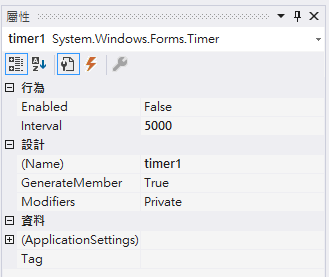 屬性
timer1 System.Windows.Forms.Timer
行為
Enabled False
Interval 5000
設計
(Name) timer1
GenerateMember True
Modifiers Private
資料
(ApplicationSettings)
Tag